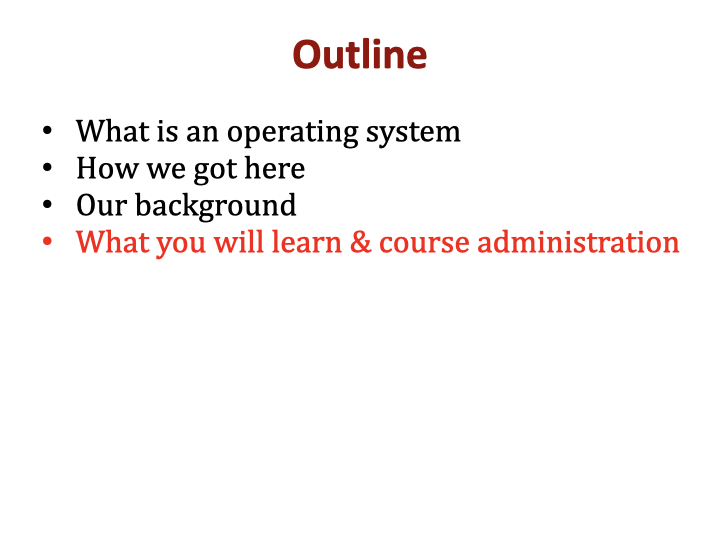 Outline
• What is an operating system
• How we got here
• Our background
• What you will learn & course administration